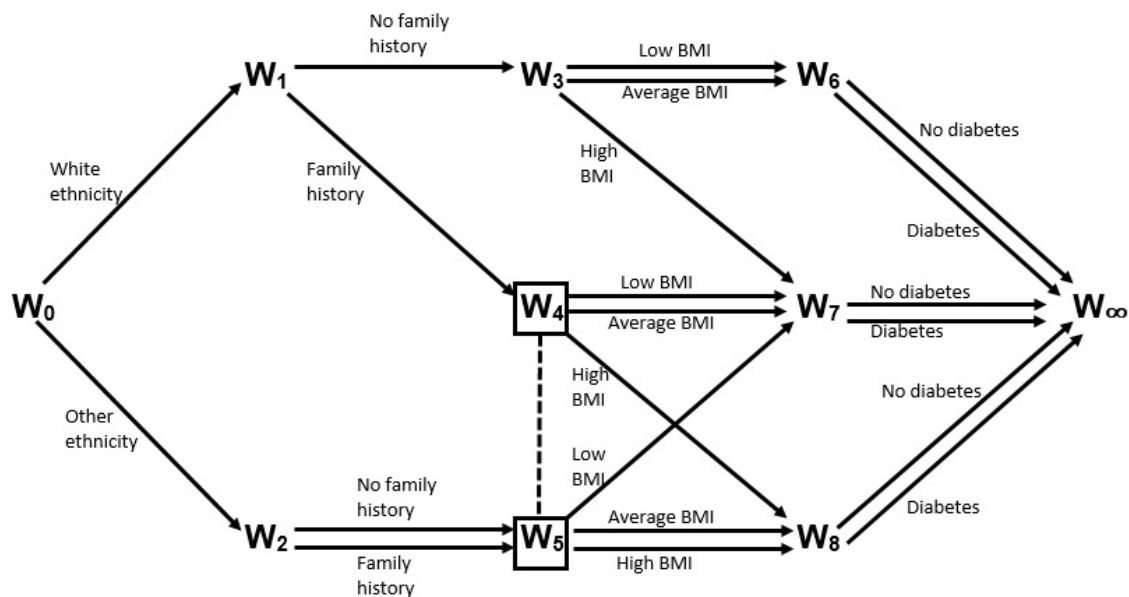 No family
history
W1
W3
Low BMI
Average BMI
W6
No diabetes
White
ethnicity
Family
history
High
BMI
Diabetes
W0
W4
Low BMI
Average BMI
W7
No diabetes
Diabetes
W∞
High
BMI
No diabetes
Other
ethnicity
Low
BMI
No family
history
Average BMI
Diabetes
W2
W5
W8
Family
history
High BMI